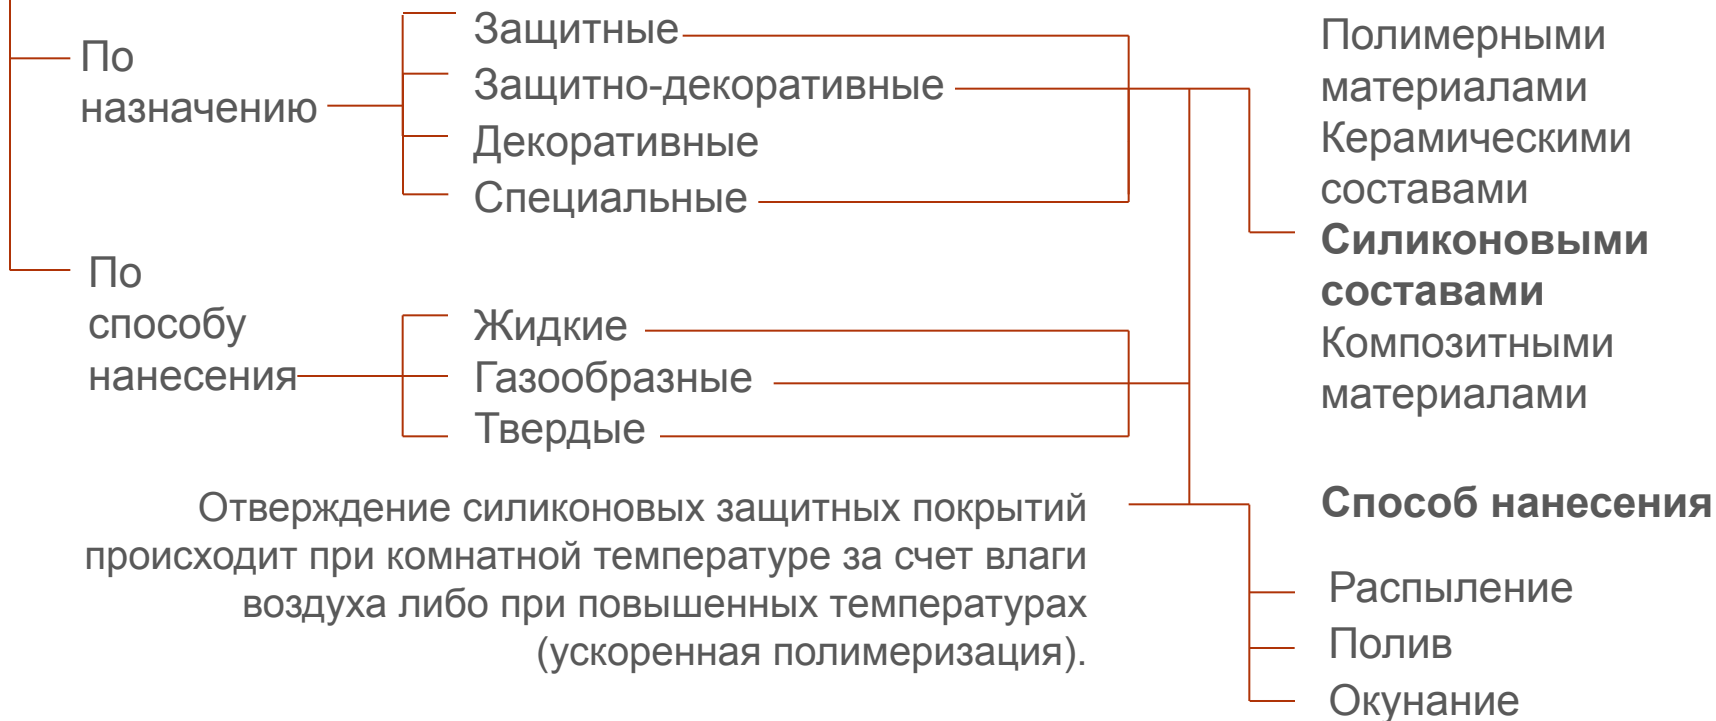 По
назначению
Защитные
Защитно-декоративные
Декоративные
Специальные
По
способу
нанесения
Жидкие
Газообразные
Твердые
Отверждение силиконовых защитных покрытий
происходит при комнатной температуре за счет влаги
воздуха либо при повышенных температурах
(ускоренная полимеризация).
Полимерными
материалами
Керамическими
составами
Силиконовыми
составами
Композитными
материалами
Способ нанесения
Распыление
Полив
Окунание